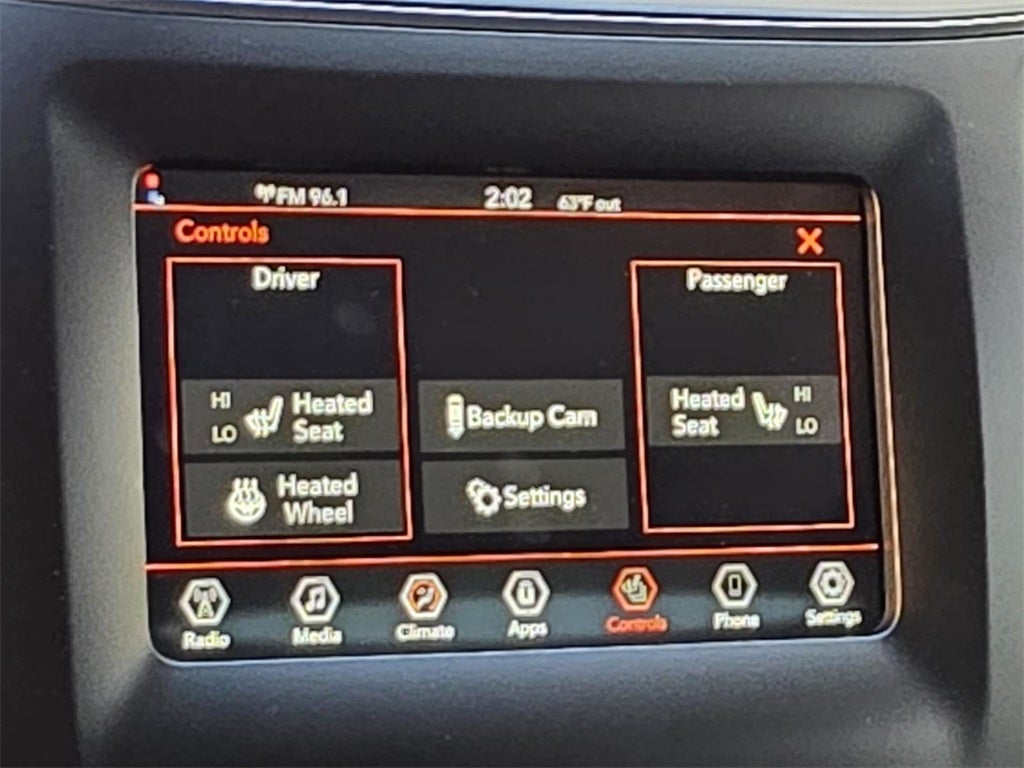 FM 96.1 2:02 63°F out
Controls
Driver
HI
LO
Heated
Seat
Heated
Wheel
Backup Cam
Settings
Passenger
Heated
Seat
HI
LO
Radio Media Climate Apps Controls Phone Settings